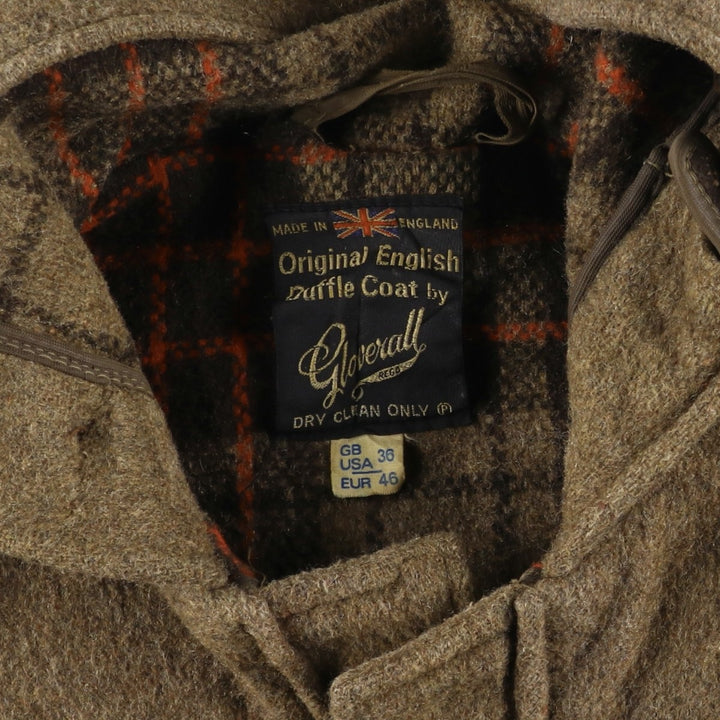 MADE IN ENGLAND
Original English
Duffle Coat by
Gloverall
REGD
DRY CLEAN ONLY Ⓟ
GB
USA 36
EUR 46